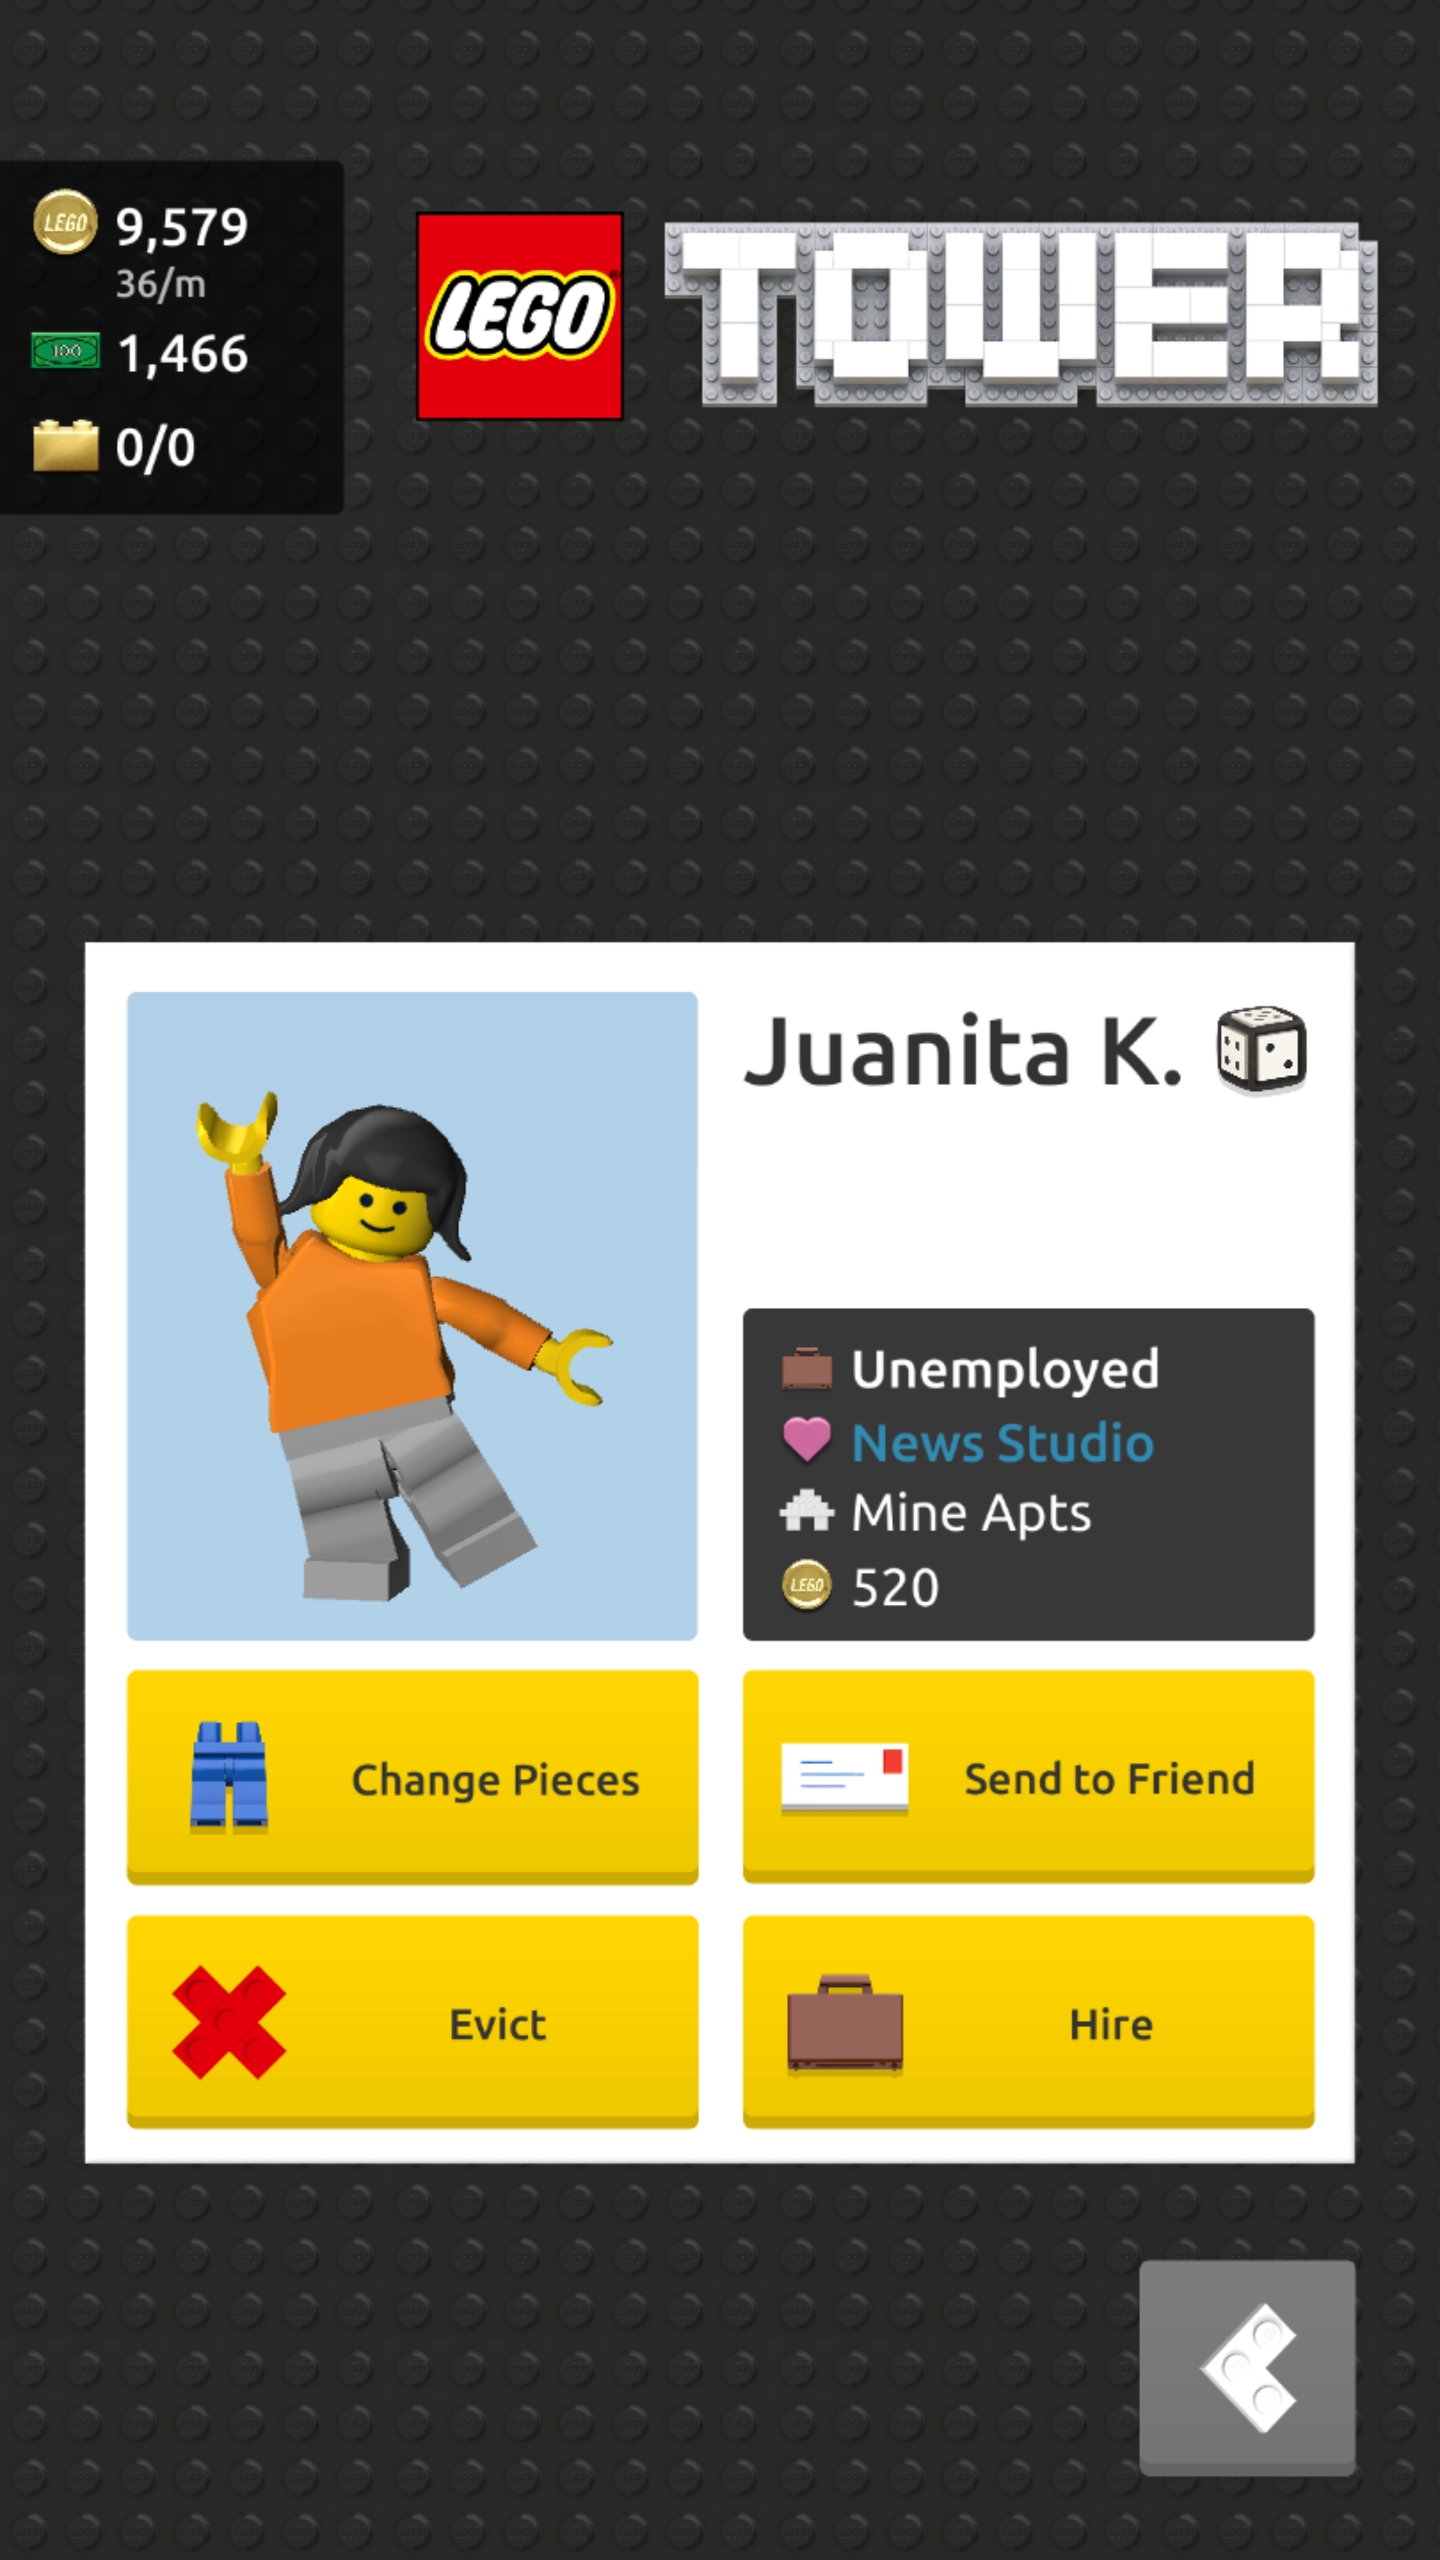 9,579
36/m
100
1,466
0/0
LEGO
TOWER
Juanita K.
Unemployed
News Studio
Mine Apts
LEGO
520
Change Pieces
Send to Friend
Evict
Hire